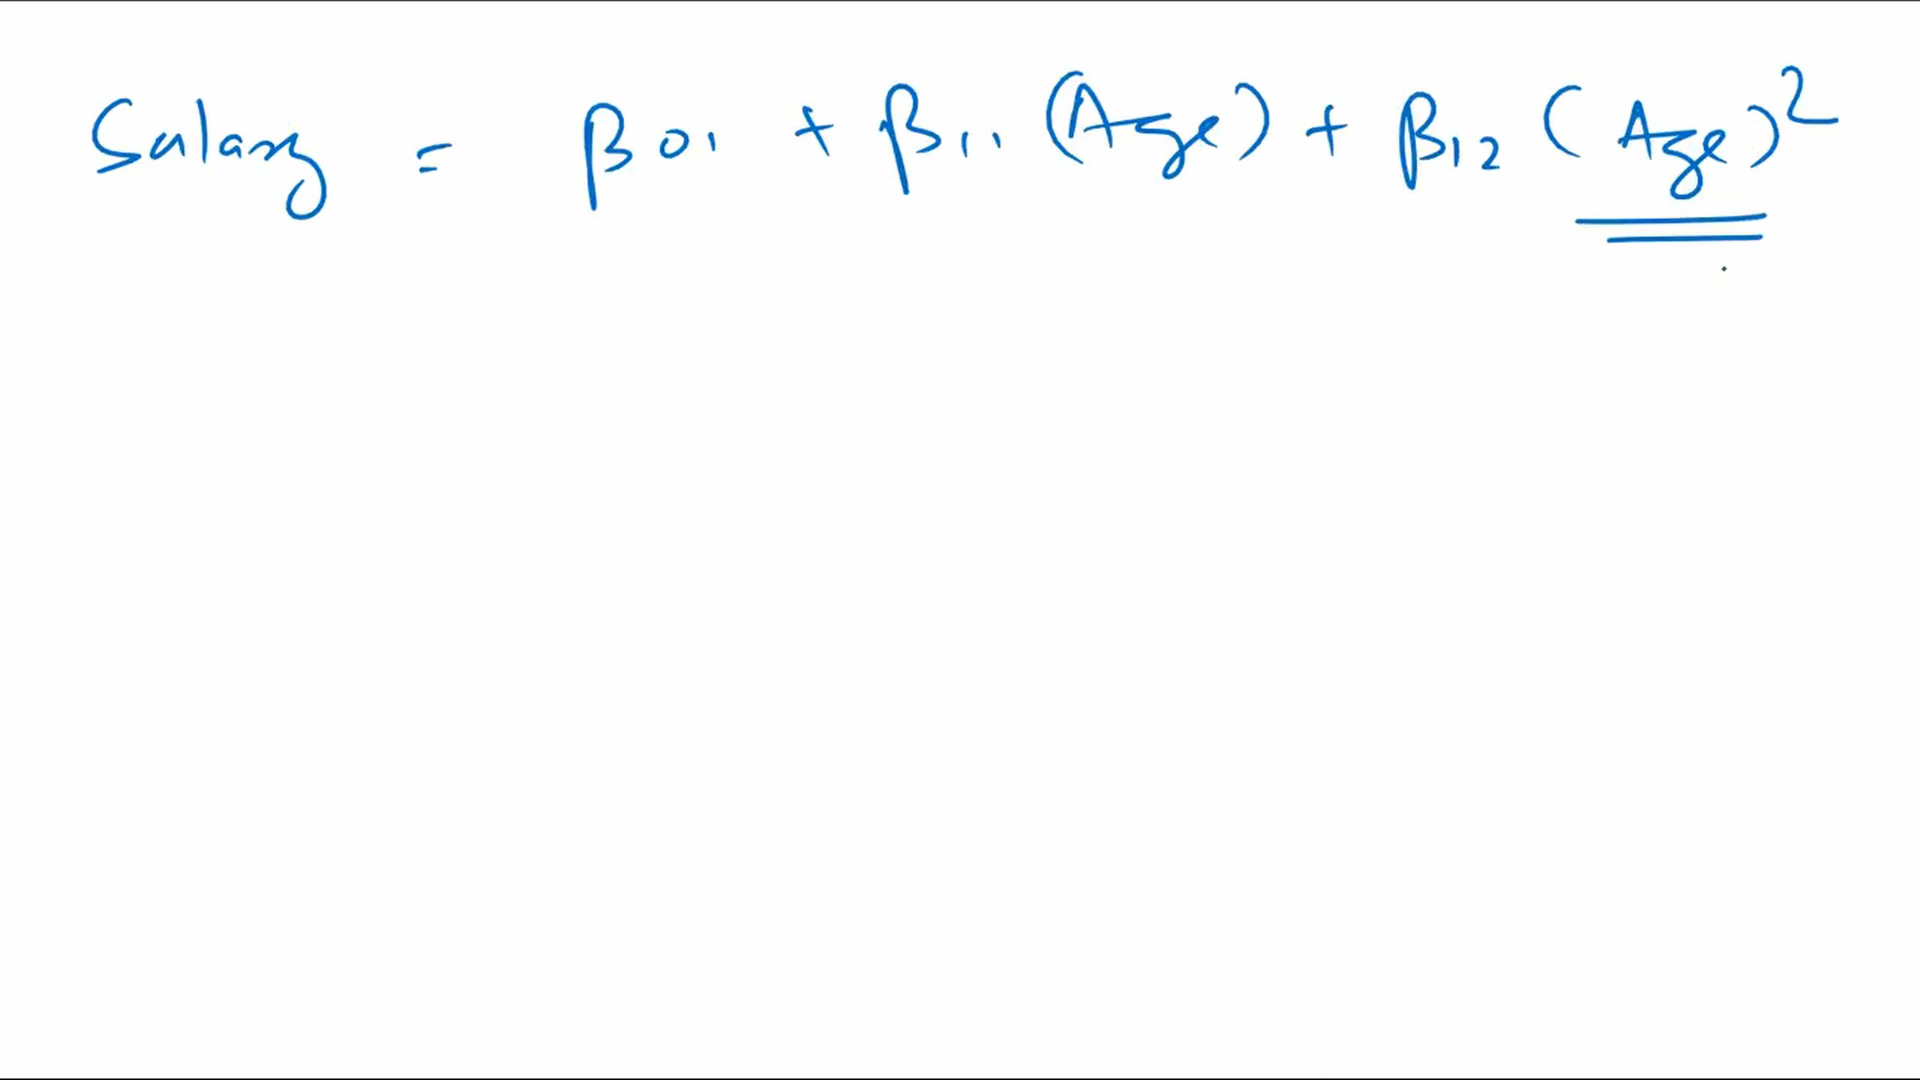 Salary = β01 + β11 (Age) + β12 (Age)²